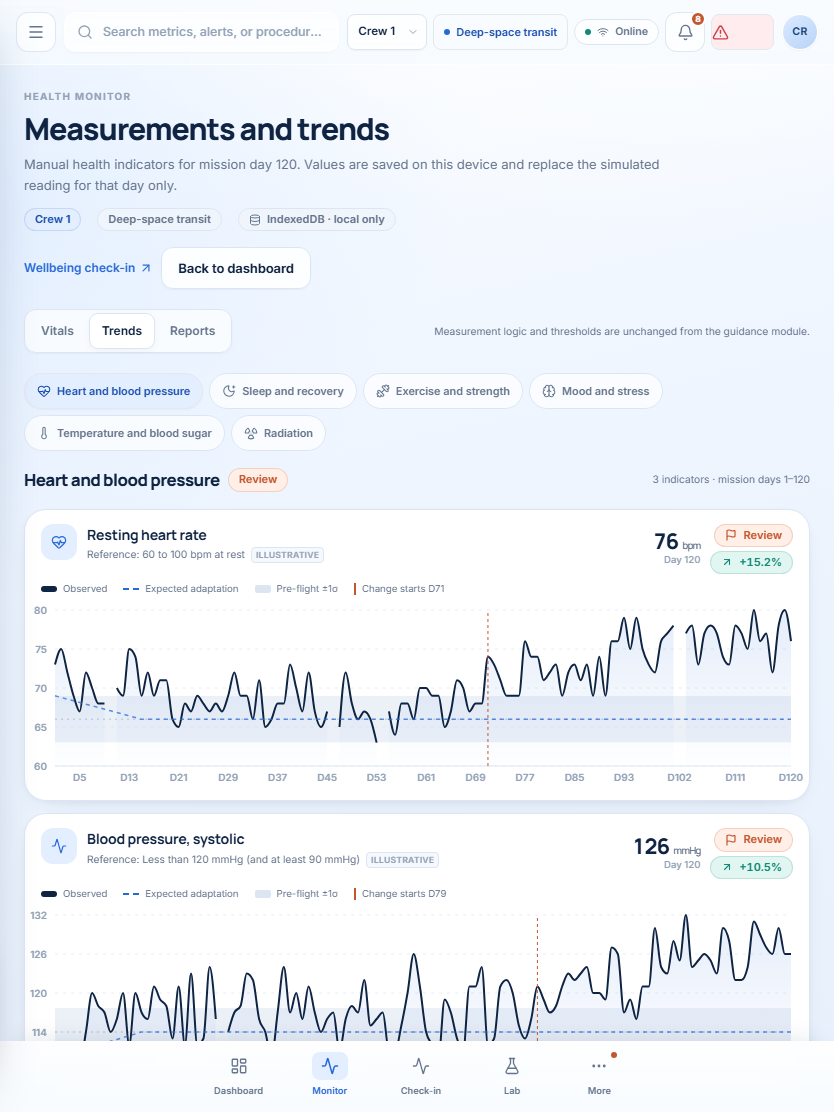 Search metrics, alerts, or procedur...
Crew 1
Deep-space transit
Online
8
CR
HEALTH MONITOR
Measurements and trends
Manual health indicators for mission day 120. Values are saved on this device and replace the simulated
reading for that day only.
Crew 1
Deep-space transit
IndexedDB · local only
Wellbeing check-in
Back to dashboard
Vitals
Trends
Reports
Measurement logic and thresholds are unchanged from the guidance module.
Heart and blood pressure
Sleep and recovery
Exercise and strength
Mood and stress
Temperature and blood sugar
Radiation
Heart and blood pressure
Review
3 indicators · mission days 1–120
Resting heart rate
Reference: 60 to 100 bpm at rest
ILLUSTRATIVE
76 bpm
Day 120
Review
+15.2%
Observed
Expected adaptation
Pre-flight ±1σ
Change starts D71
80
75
70
65
60
D5 D13 D21 D29 D37 D45 D53 D61 D69 D77 D85 D93 D102 D111 D120
Blood pressure, systolic
Reference: Less than 120 mmHg (and at least 90 mmHg)
ILLUSTRATIVE
126 mmHg
Day 120
Review
+10.5%
Observed
Expected adaptation
Pre-flight ±1σ
Change starts D79
132
126
120
114
Dashboard
Monitor
Check-in
Lab
More